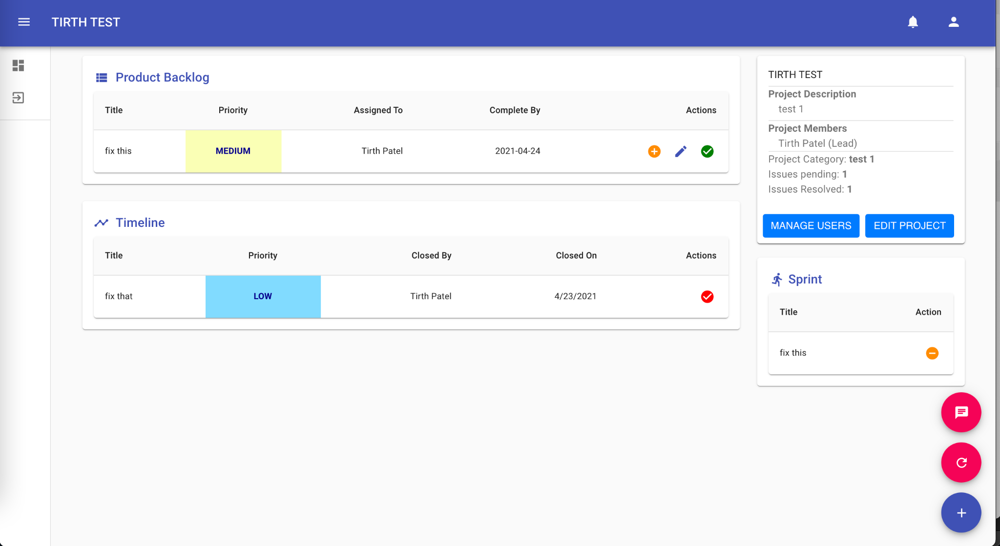 TIRTH TEST
Product Backlog
Title Priority Assigned To Complete By Actions
fix this MEDIUM Tirth Patel 2021-04-24
Timeline
Title Priority Closed By Closed On Actions
fix that LOW Tirth Patel 4/23/2021
TIRTH TEST
Project Description
test 1
Project Members
Tirth Patel (Lead)
Project Category: test 1
Issues pending: 1
Issues Resolved: 1
MANAGE USERS EDIT PROJECT
Sprint
Title Action
fix this